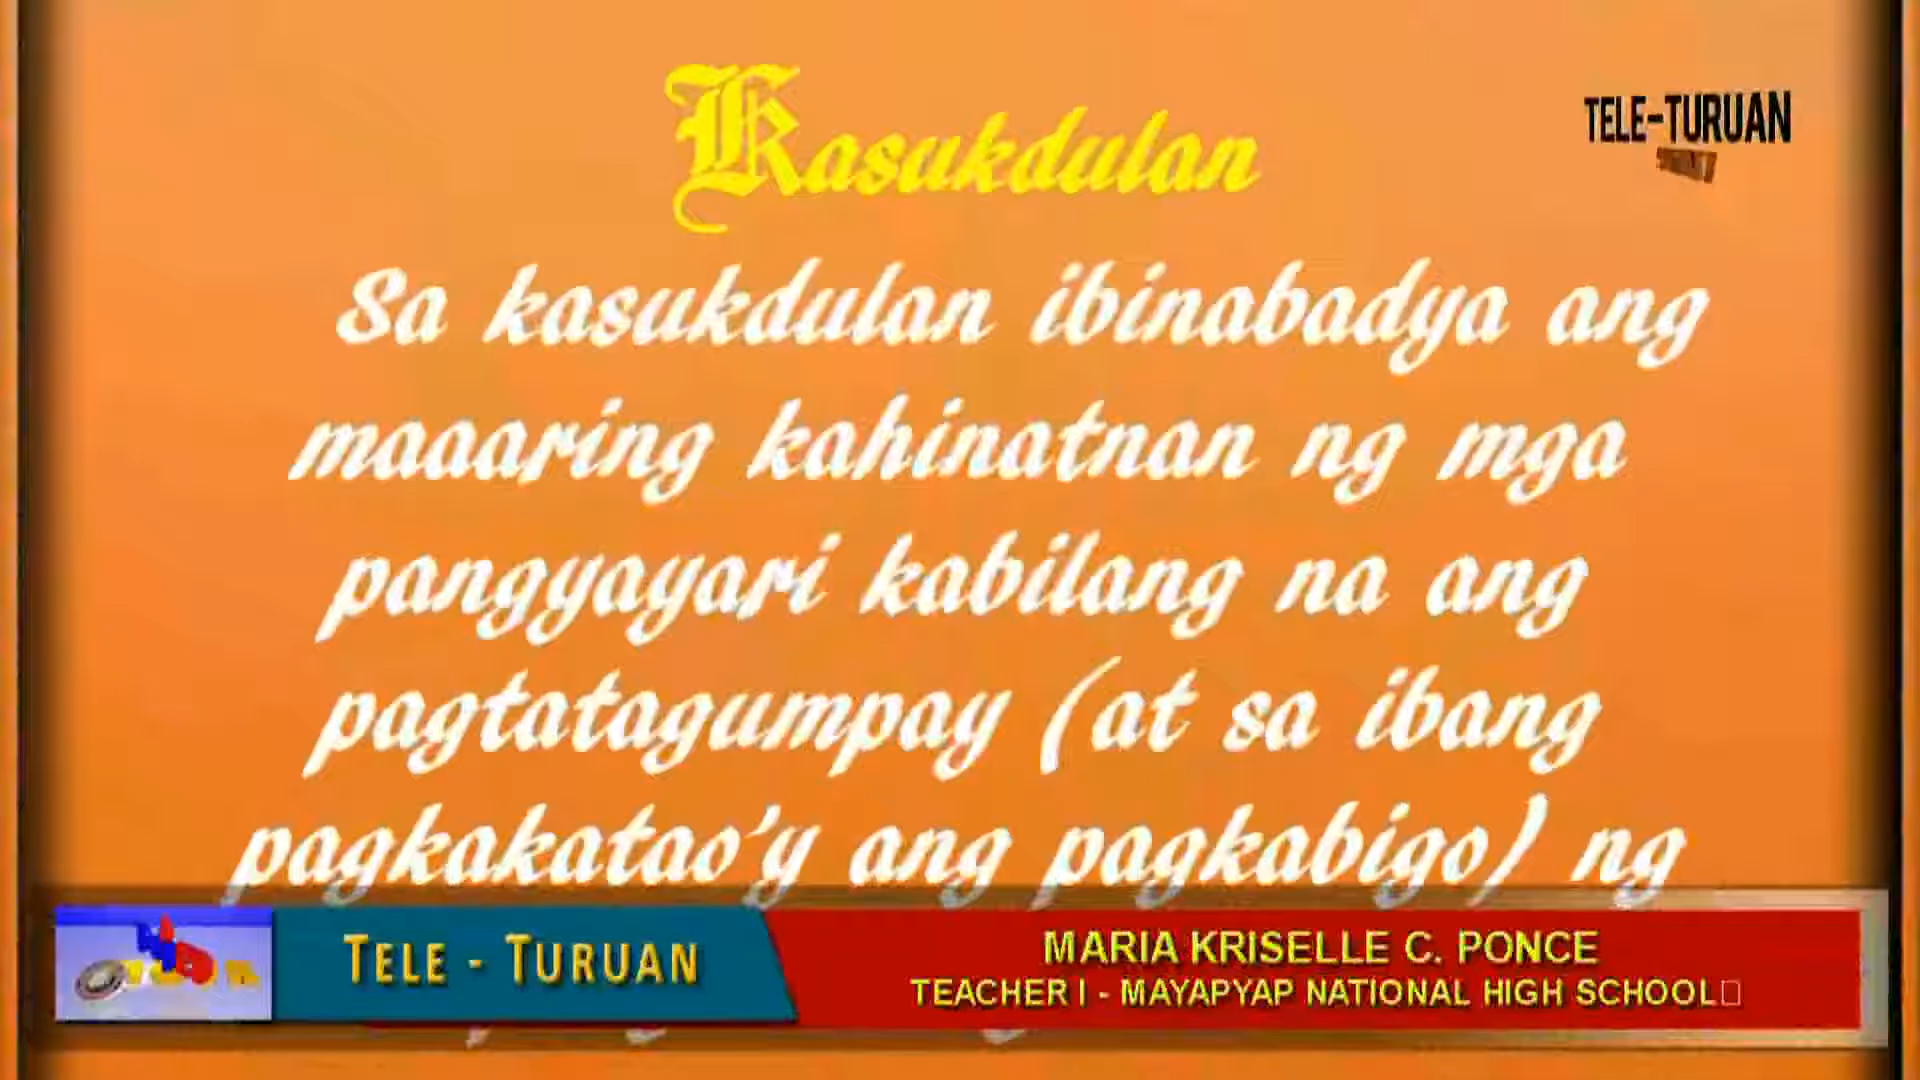 Kasukdulan
TELE-TURUAN
Sa kasukdulan ibinabadya ang
maaaring kahinatnan ng mga
pangyayari kabilang na ang
pagtatagumpay (at sa ibang
pagkakatao'y ang pagkabigo) ng
TELE - TURUAN
MARIA KRISELLE C. PONCE
TEACHER I - MAYAPYAP NATIONAL HIGH SCHOOL